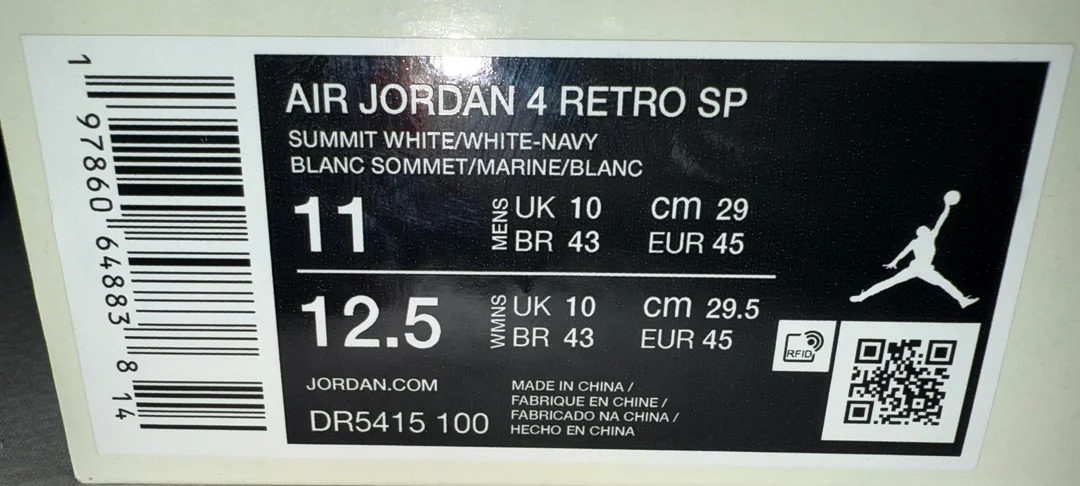 AIR JORDAN 4 RETRO SP
SUMMIT WHITE/WHITE-NAVY
BLANC SOMMET/MARINE/BLANC
11 MENS UK 10 cm 29
BR 43 EUR 45
12.5 WMNS UK 10 cm 29.5
BR 43 EUR 45
RFID
JORDAN.COM
DR5415 100
MADE IN CHINA /
FABRIQUE EN CHINE /
FABRICADO NA CHINA /
HECHO EN CHINA
1 97860 64883 8 14